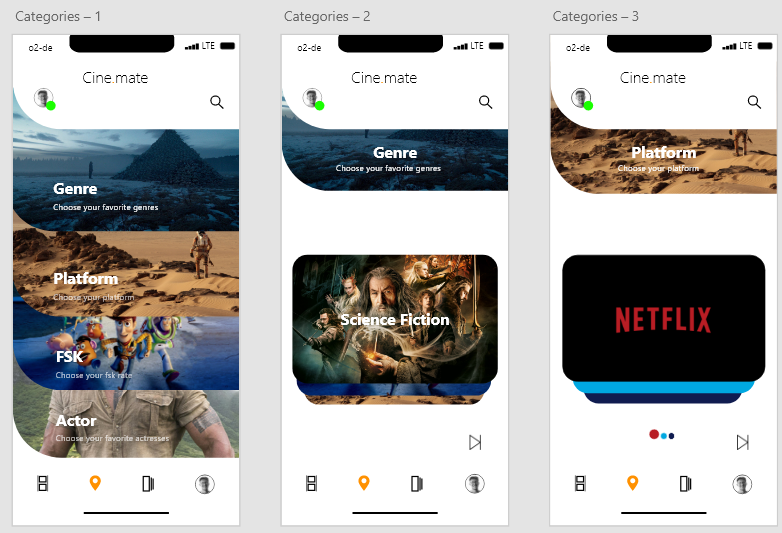 Categories – 1
o2-de
LTE
Cine.mate
Genre
Choose your favorite genres
Platform
Choose your platform
FSK
Choose your fsk rate
Actor
Choose your favorite actresses
Categories – 2
o2-de
LTE
Cine.mate
Genre
Choose your favorite genres
Science Fiction
Categories – 3
o2-de
LTE
Cine.mate
Platform
Choose your platform
NETFLIX